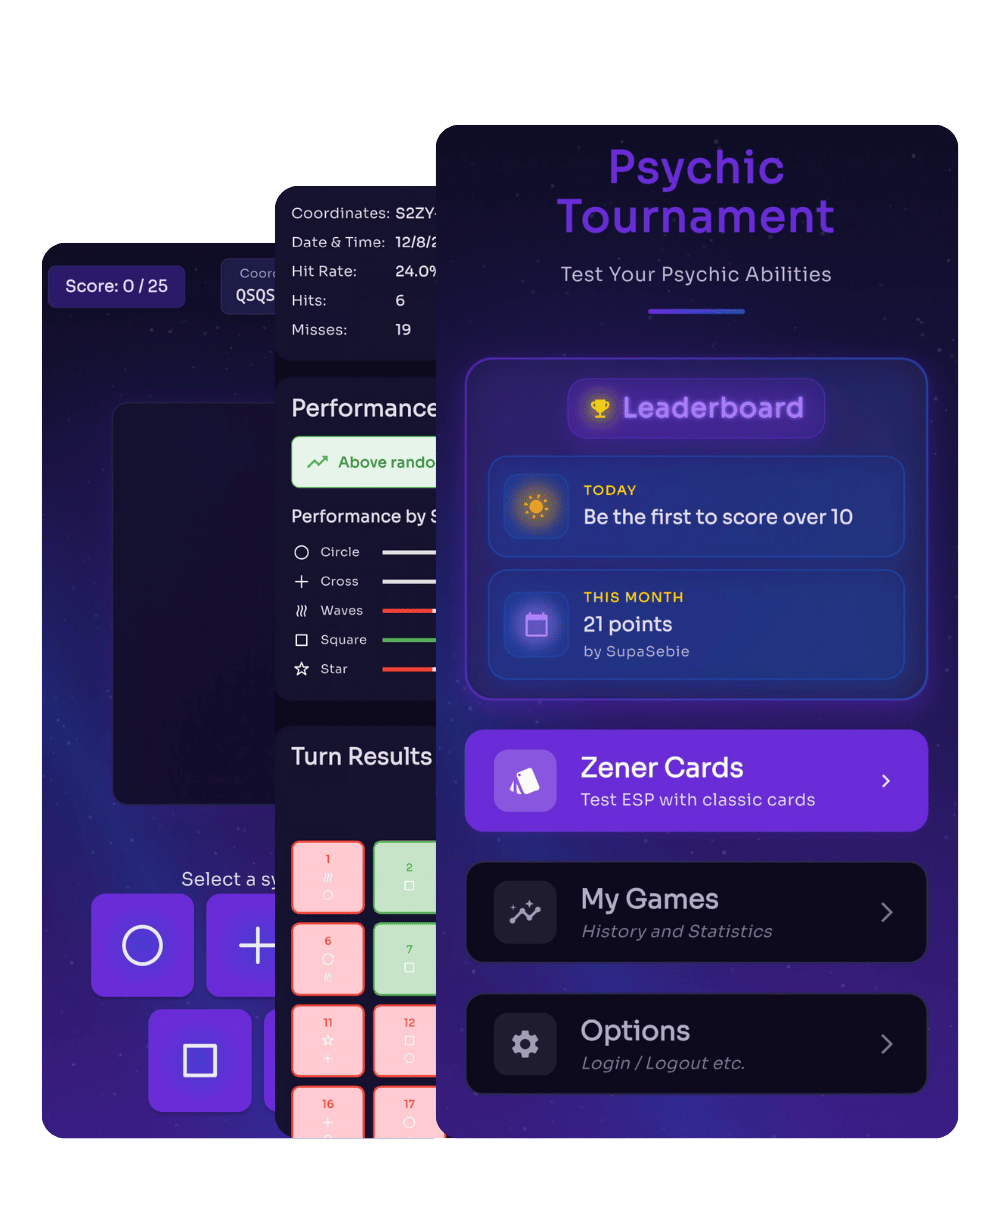 Score: 0 / 25
QSQS
Select a
Coordinates: S2ZY-
Date & Time: 12/8/2
Hit Rate: 24.0%
Hits: 6
Misses: 19
Performance
Above rando
Performance by S
Circle
Cross
Waves
Square
Star
Turn Results
1
2
6
7
11
12
16
17
Psychic
Tournament
Test Your Psychic Abilities
Leaderboard
TODAY
Be the first to score over 10
THIS MONTH
21 points
by SupaSebie
Zener Cards
Test ESP with classic cards
My Games
History and Statistics
Options
Login / Logout etc.